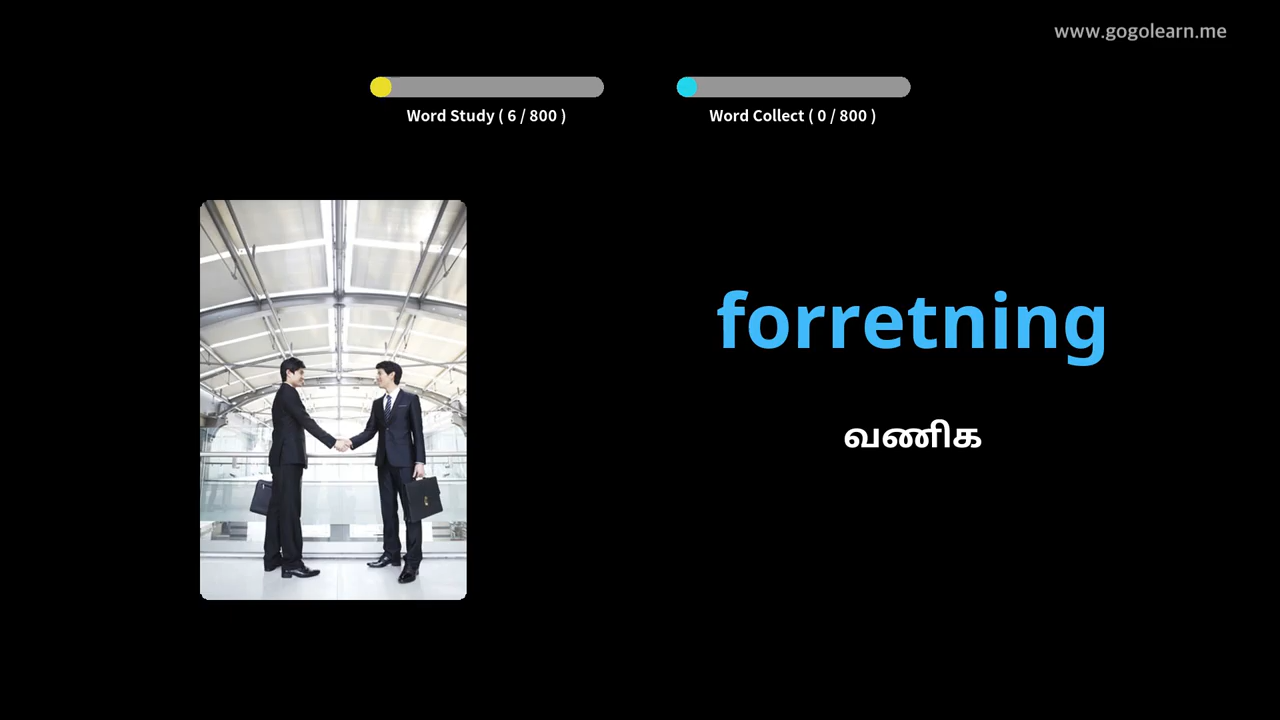 www.gogolearn.me
Word Study ( 6 / 800 )
Word Collect ( 0 / 800 )
forretning
வணிக